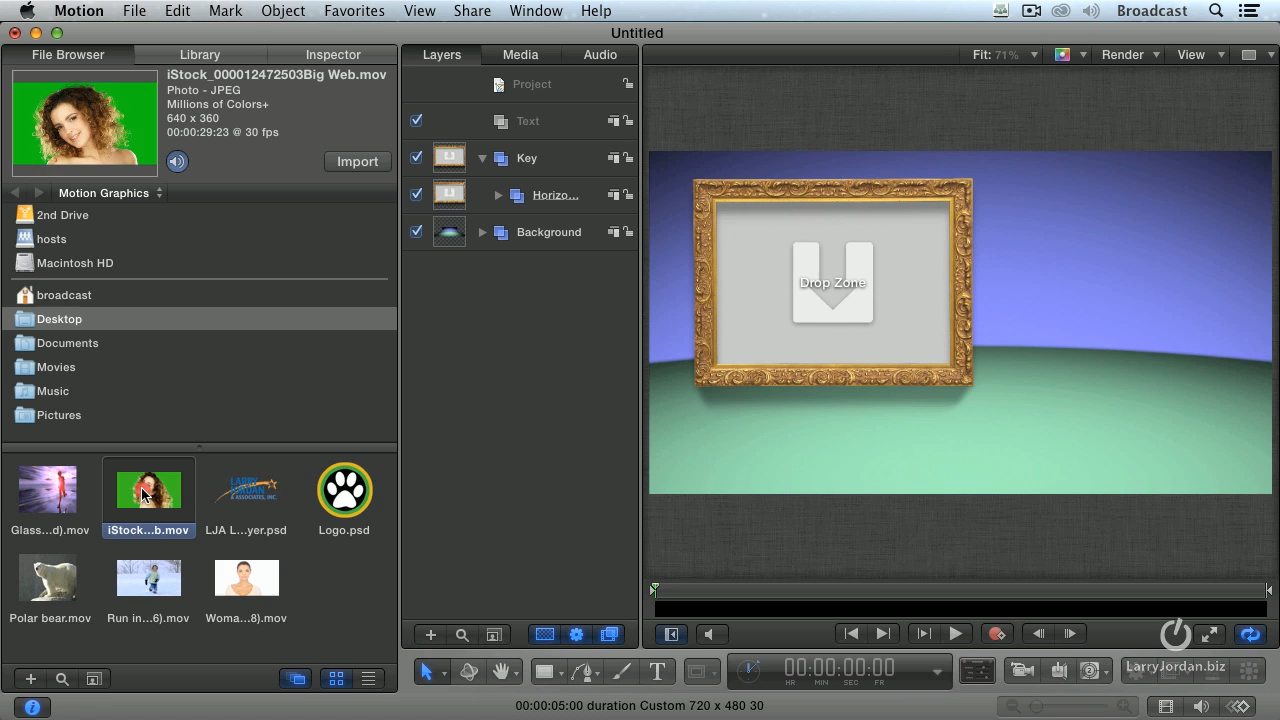 Motion File Edit Mark Object Favorites View Share Window Help Broadcast
Untitled
File Browser Library Inspector
Layers Media Audio
Fit: 71% Render View
iStock_000012472503Big Web.mov
Photo - JPEG
Millions of Colors+
640 x 360
00:00:29:23 @ 30 fps
Import
Motion Graphics
2nd Drive
hosts
Macintosh HD
broadcast
Desktop
Documents
Movies
Music
Pictures
Glass...d).mov iStock...b.mov LJA L...yer.psd Logo.psd
Polar bear.mov Run in...6).mov Woma...8).mov
LARRY JORDAN
& ASSOCIATES, INC.
Project
Text
Key
Horizo...
Background
Drop Zone
T
00:00:00:00
HR MIN SEC FR
LarryJordan.biz
00:00:05:00 duration Custom 720 x 480 30